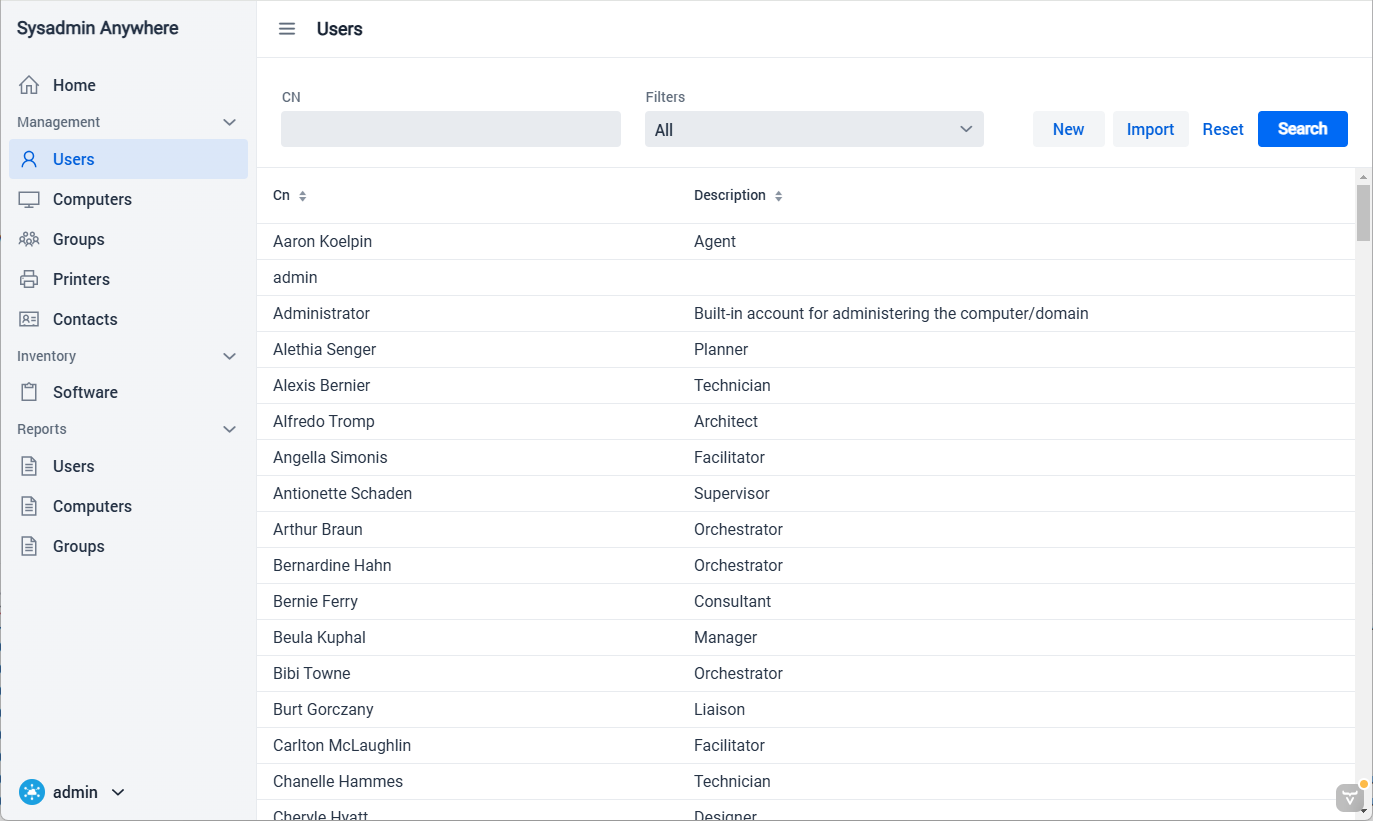 Sysadmin Anywhere
Users
Home
Management
Users
Computers
Groups
Printers
Contacts
Inventory
Software
Reports
Users
Computers
Groups
admin
CN
Filters
All
New Import Reset Search
Cn Description
Aaron Koelpin Agent
admin
Administrator Built-in account for administering the computer/domain
Alethia Senger Planner
Alexis Bernier Technician
Alfredo Tromp Architect
Angella Simonis Facilitator
Antionette Schaden Supervisor
Arthur Braun Orchestrator
Bernardine Hahn Orchestrator
Bernie Ferry Consultant
Beula Kuphal Manager
Bibi Towne Orchestrator
Burt Gorczany Liaison
Carlton McLaughlin Facilitator
Chanelle Hammes Technician
Cheryle Hyatt Designer